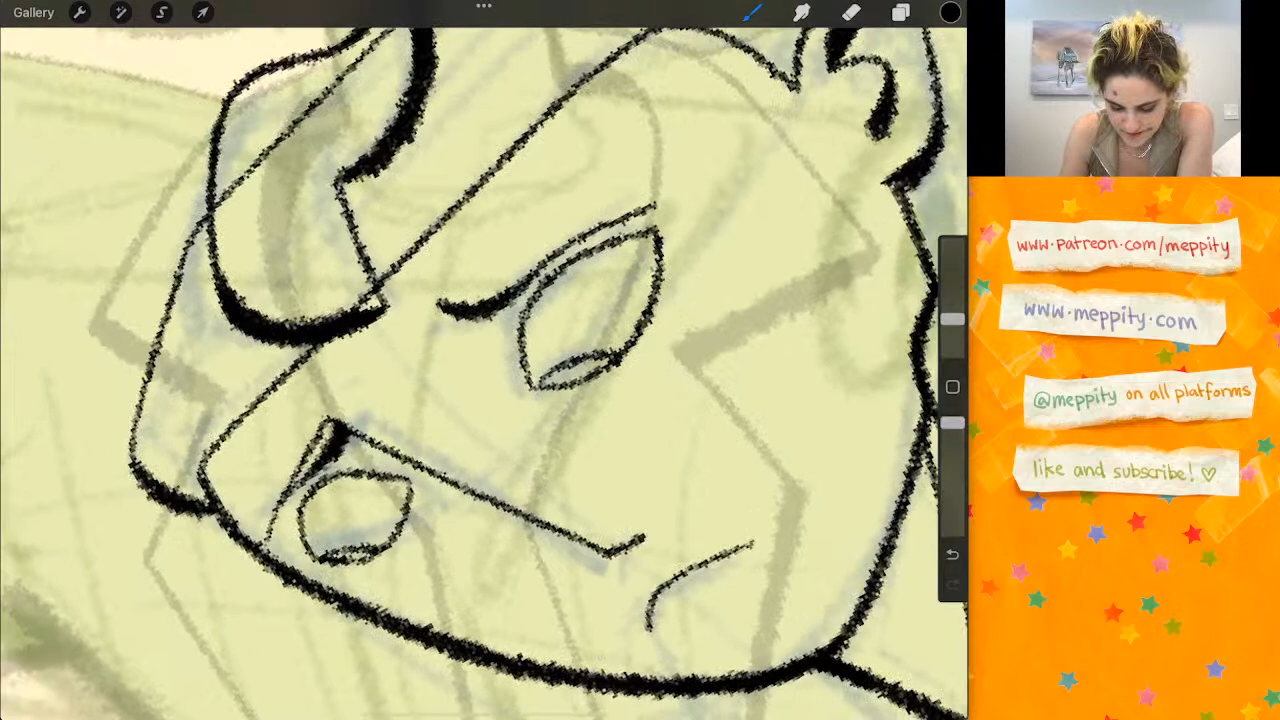 Gallery
www.patreon.com/meppity
www.meppity.com
@meppity on all platforms
like and subscribe! ♡